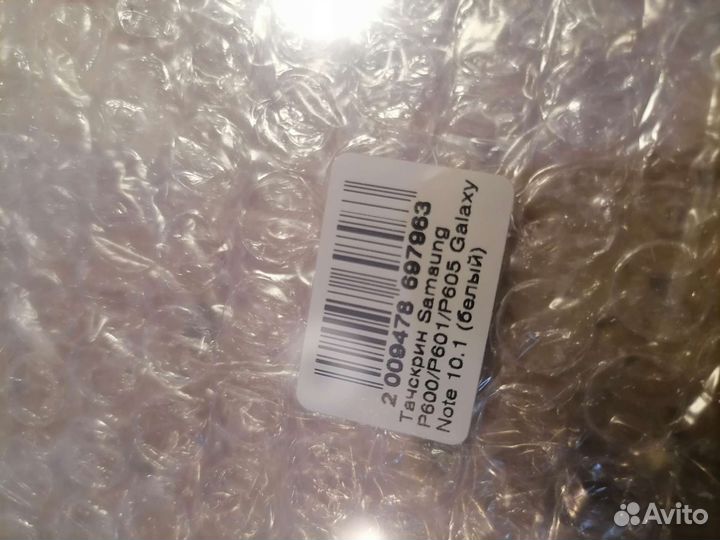 2 009478 697963
Тачскрин Samsung
P600/P601/P605 Galaxy
Note 10.1 (белый)
Avito